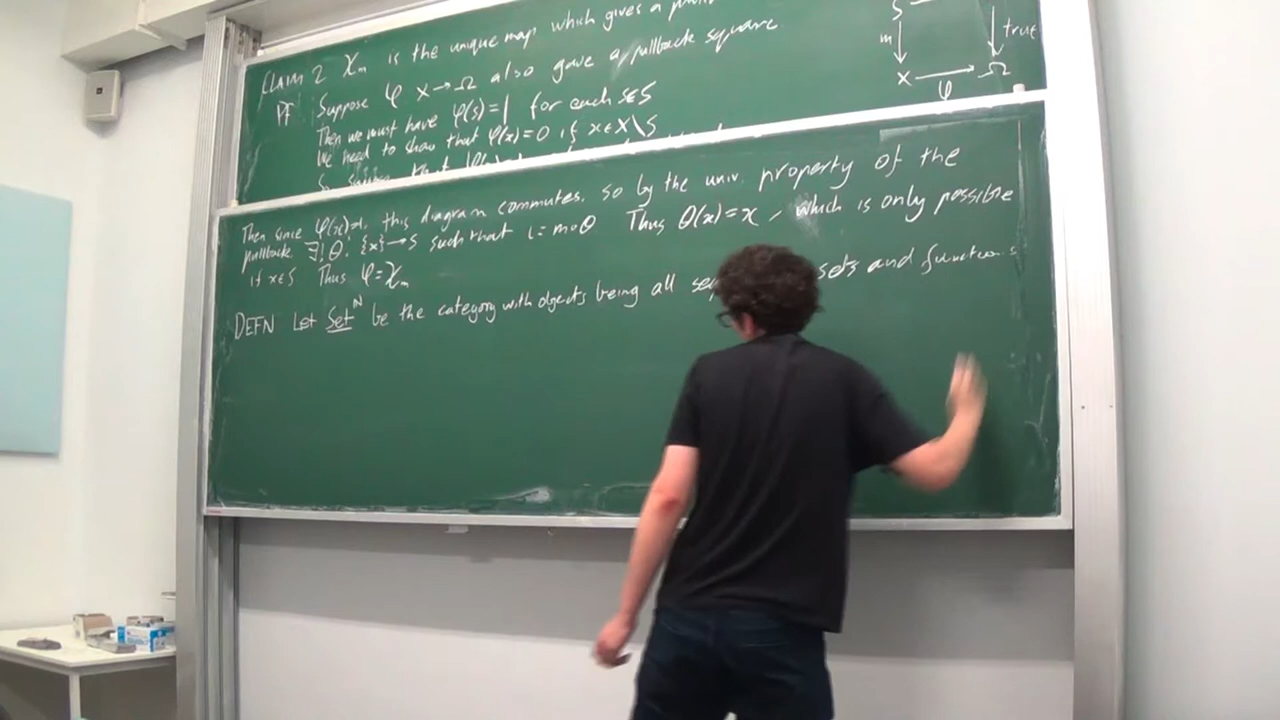 Claim 2 χₘ is the unique map which gives a
Pf Suppose φ X→Ω also gave a pullback square
Then we must have φ(s)=1 for each s∈S
We need to show that φ(x)=0 if x∈X\S
that
S
m
true
X → Ω
φ
Then since φ(x)=1, this diagram commutes, so by the univ. property of the
pullback ∃! θ: {x}→S such that ι=m∘θ Thus θ(x)=x, which is only possible
if x∈S Thus φ=χₘ
DEFN Let Set^N be the category with objects being all sets and functions